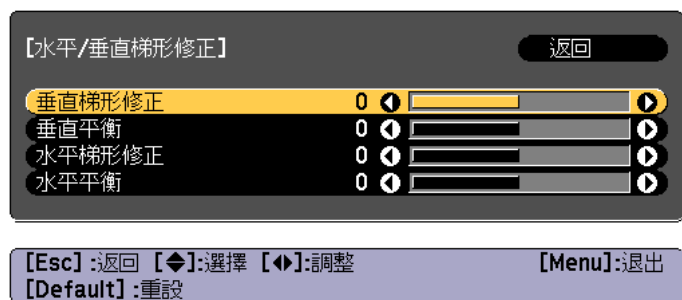 [水平/垂直梯形修正] 返回
垂直梯形修正 0
垂直平衡 0
水平梯形修正 0
水平平衡 0
[Esc] :返回 [◆]:選擇 [◆]:調整 [Menu]:退出
[Default] :重設